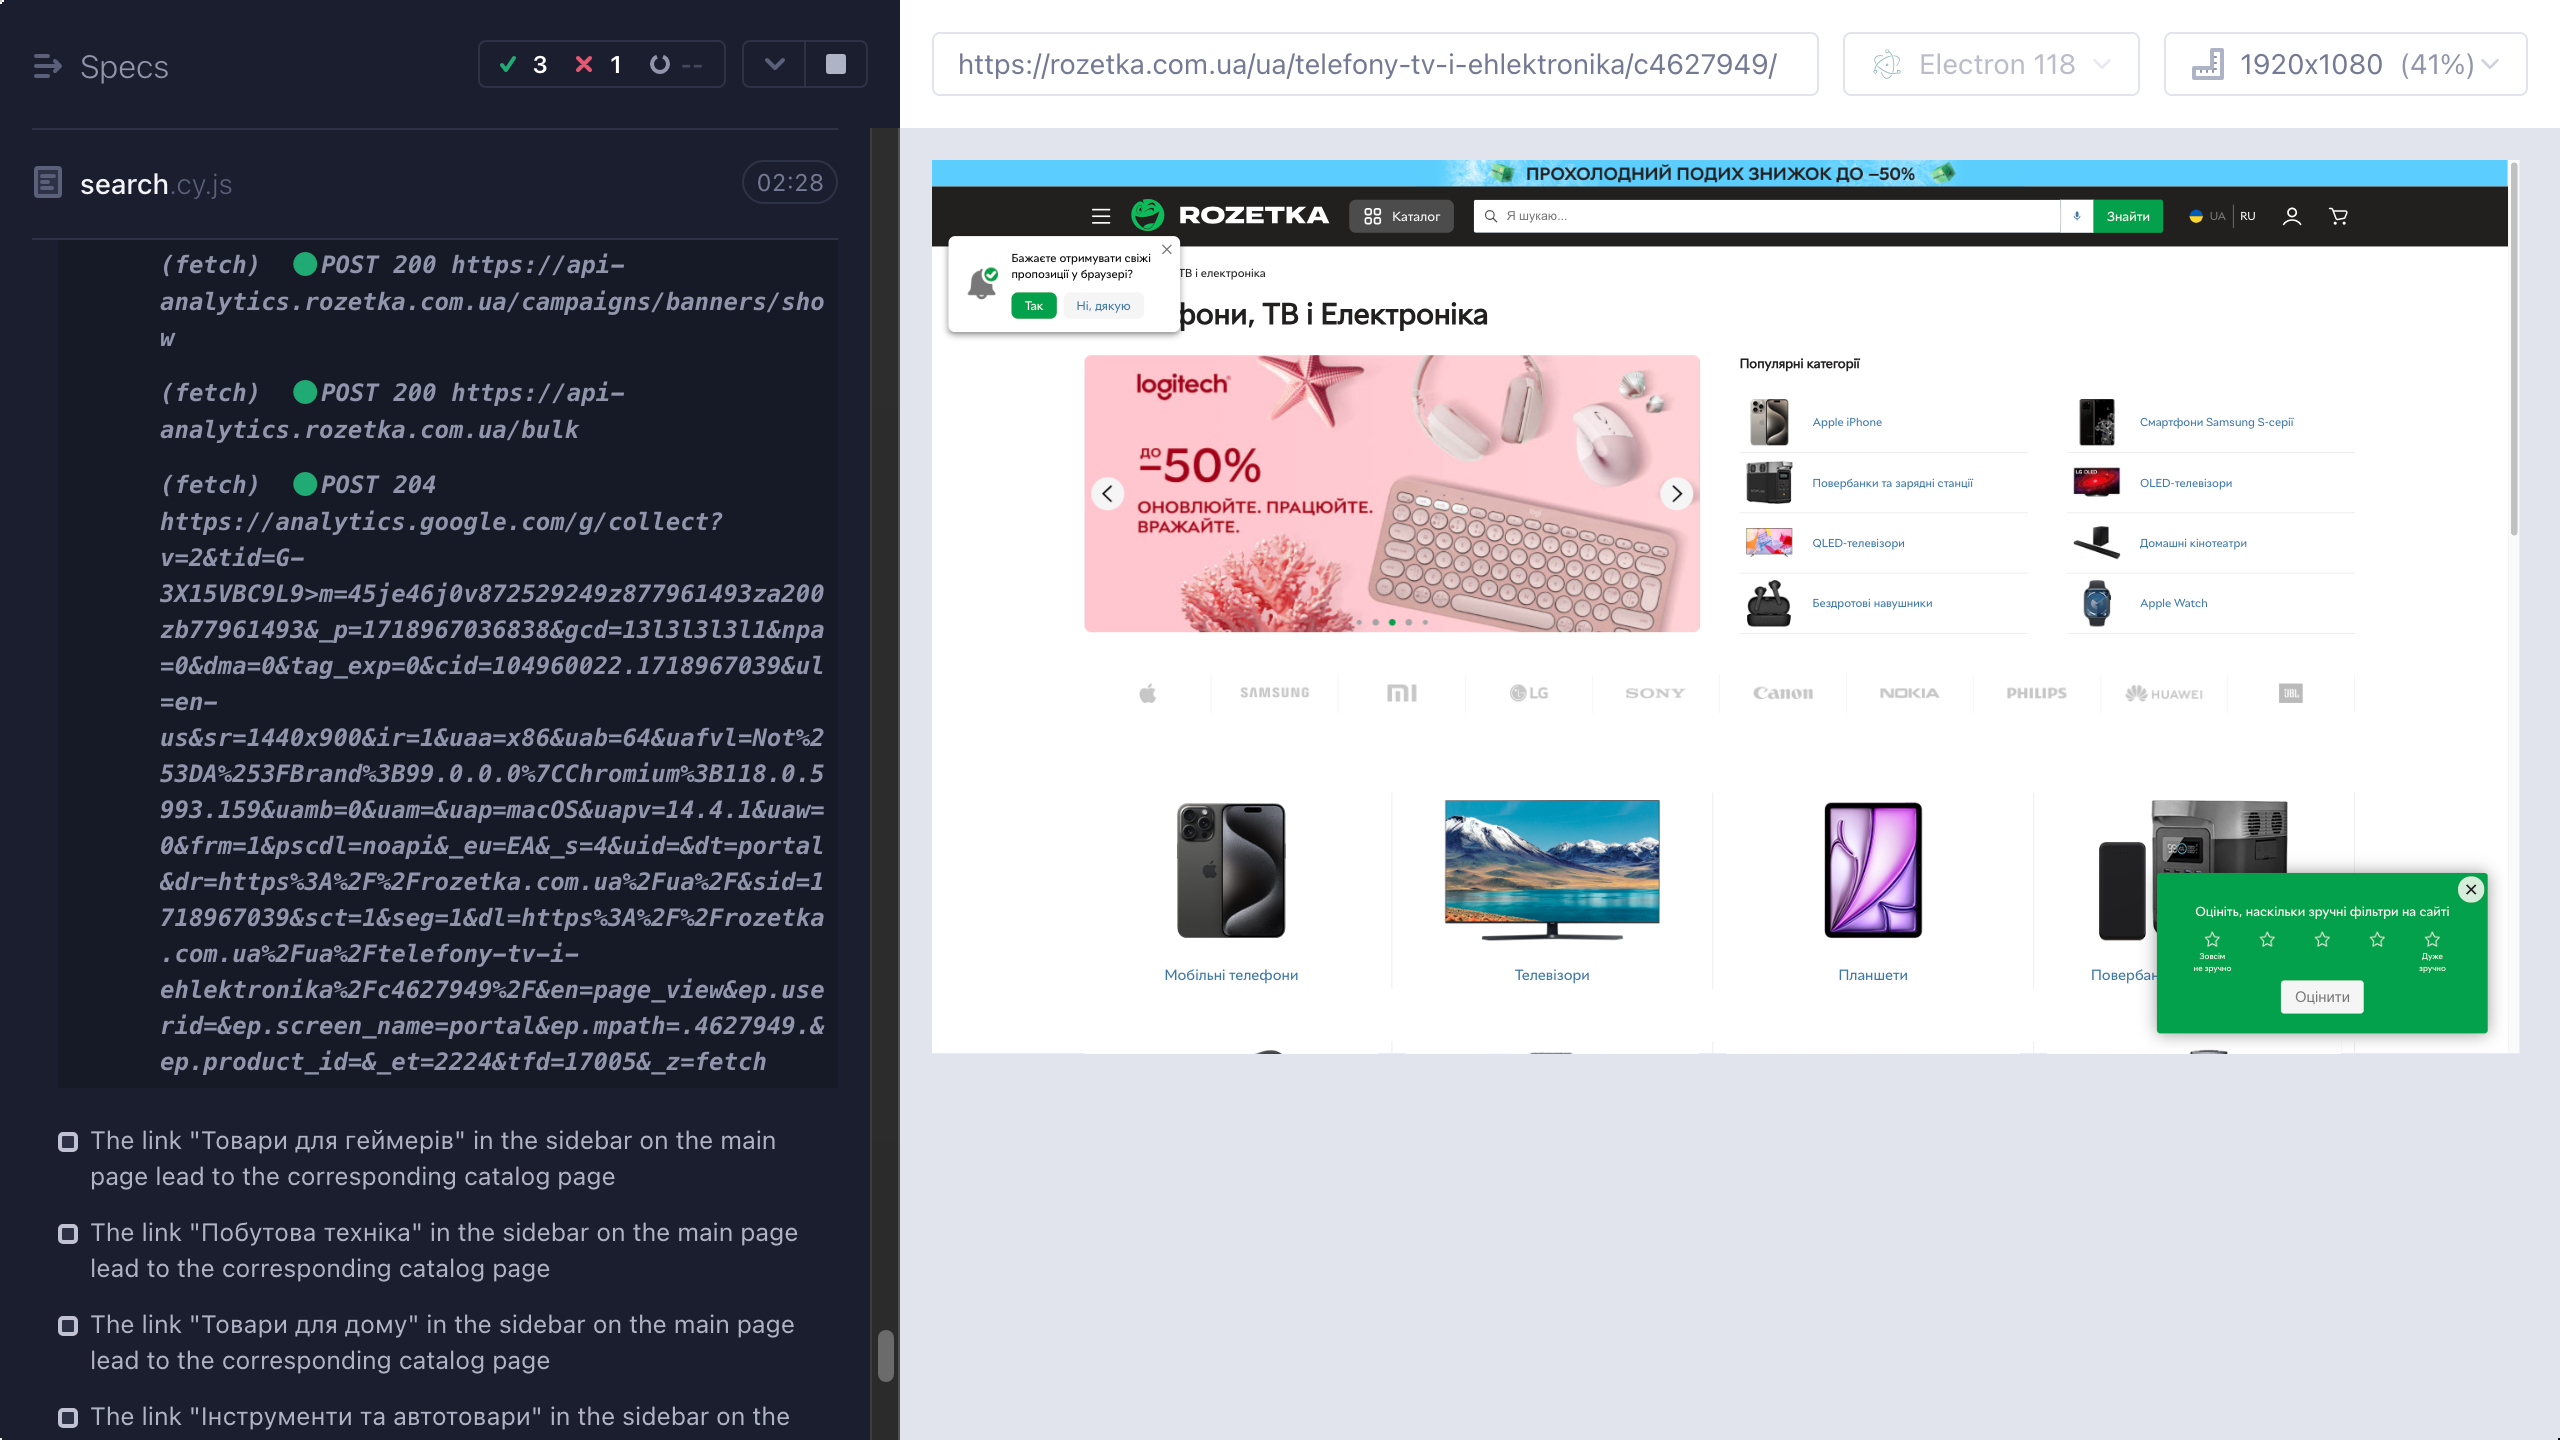 Specs
3 1 --
search.cy.js
02:28
(fetch) POST 200 https://api-
analytics.rozetka.com.ua/campaigns/banners/sho
w
(fetch) POST 200 https://api-
analytics.rozetka.com.ua/bulk
(fetch) POST 204
https://analytics.google.com/g/collect?
v=2&tid=G-
3X15VBC9L9>m=45je46j0v872529249z877961493za200
zb77961493&_p=1718967036838&gcd=13l3l3l3l1&npa
=0&dma=0&tag_exp=0&cid=104960022.1718967039&ul
=en-
us&sr=1440x900&ir=1&uaa=x86&uab=64&uafvl=Not%2
53DA%253FBrand%3B99.0.0.0%7CChromium%3B118.0.5
993.159&uamb=0&uam=&uap=macOS&uapv=14.4.1&uaw=
0&frm=1&pscdl=noapi&_eu=EA&_s=4&uid=&dt=portal
&dr=https%3A%2F%2Frozetka.com.ua%2Fua%2F&sid=1
718967039&sct=1&seg=1&dl=https%3A%2F%2Frozetka
.com.ua%2Fua%2Ftelefony-tv-i-
ehlektronika%2Fc4627949%2F&en=page_view&ep.use
rid=&ep.screen_name=portal&ep.mpath=.4627949.&
ep.product_id=&_et=2224&tfd=17005&_z=fetch
The link "Товари для геймерів" in the sidebar on the main
page lead to the corresponding catalog page
The link "Побутова техніка" in the sidebar on the main page
lead to the corresponding catalog page
The link "Товари для дому" in the sidebar on the main page
lead to the corresponding catalog page
The link "Інструменти та автотовари" in the sidebar on the
https://rozetka.com.ua/ua/telefony-tv-i-ehlektronika/c4627949/
Electron 118
1920x1080 (41%)
ПРОХОЛОДНИЙ ПОДИХ ЗНИЖОК ДО –50%
ROZETKA
Каталог
Я шукаю...
Знайти
UA
RU
Бажаєте отримувати свіжі
пропозиції у браузері?
Так
Ні, дякую
ТВ і електроніка
фони, ТВ і Електроніка
logitech
ДО
–50%
ОНОВЛЮЙТЕ. ПРАЦЮЙТЕ.
ВРАЖАЙТЕ.
Популярні категорії
Apple iPhone
Смартфони Samsung S-серії
Повербанки та зарядні станції
LG OLED
OLED-телевізори
QLED-телевізори
Домашні кінотеатри
Бездротові навушники
Apple Watch
SAMSUNG
mi
LG
SONY
Canon
NOKIA
PHILIPS
HUAWEI
JBL
Мобільні телефони
Телевізори
Планшети
Повербан
Оцініть, наскільки зручні фільтри на сайті
Зовсім
не зручно
Дуже
зручно
Оцінити